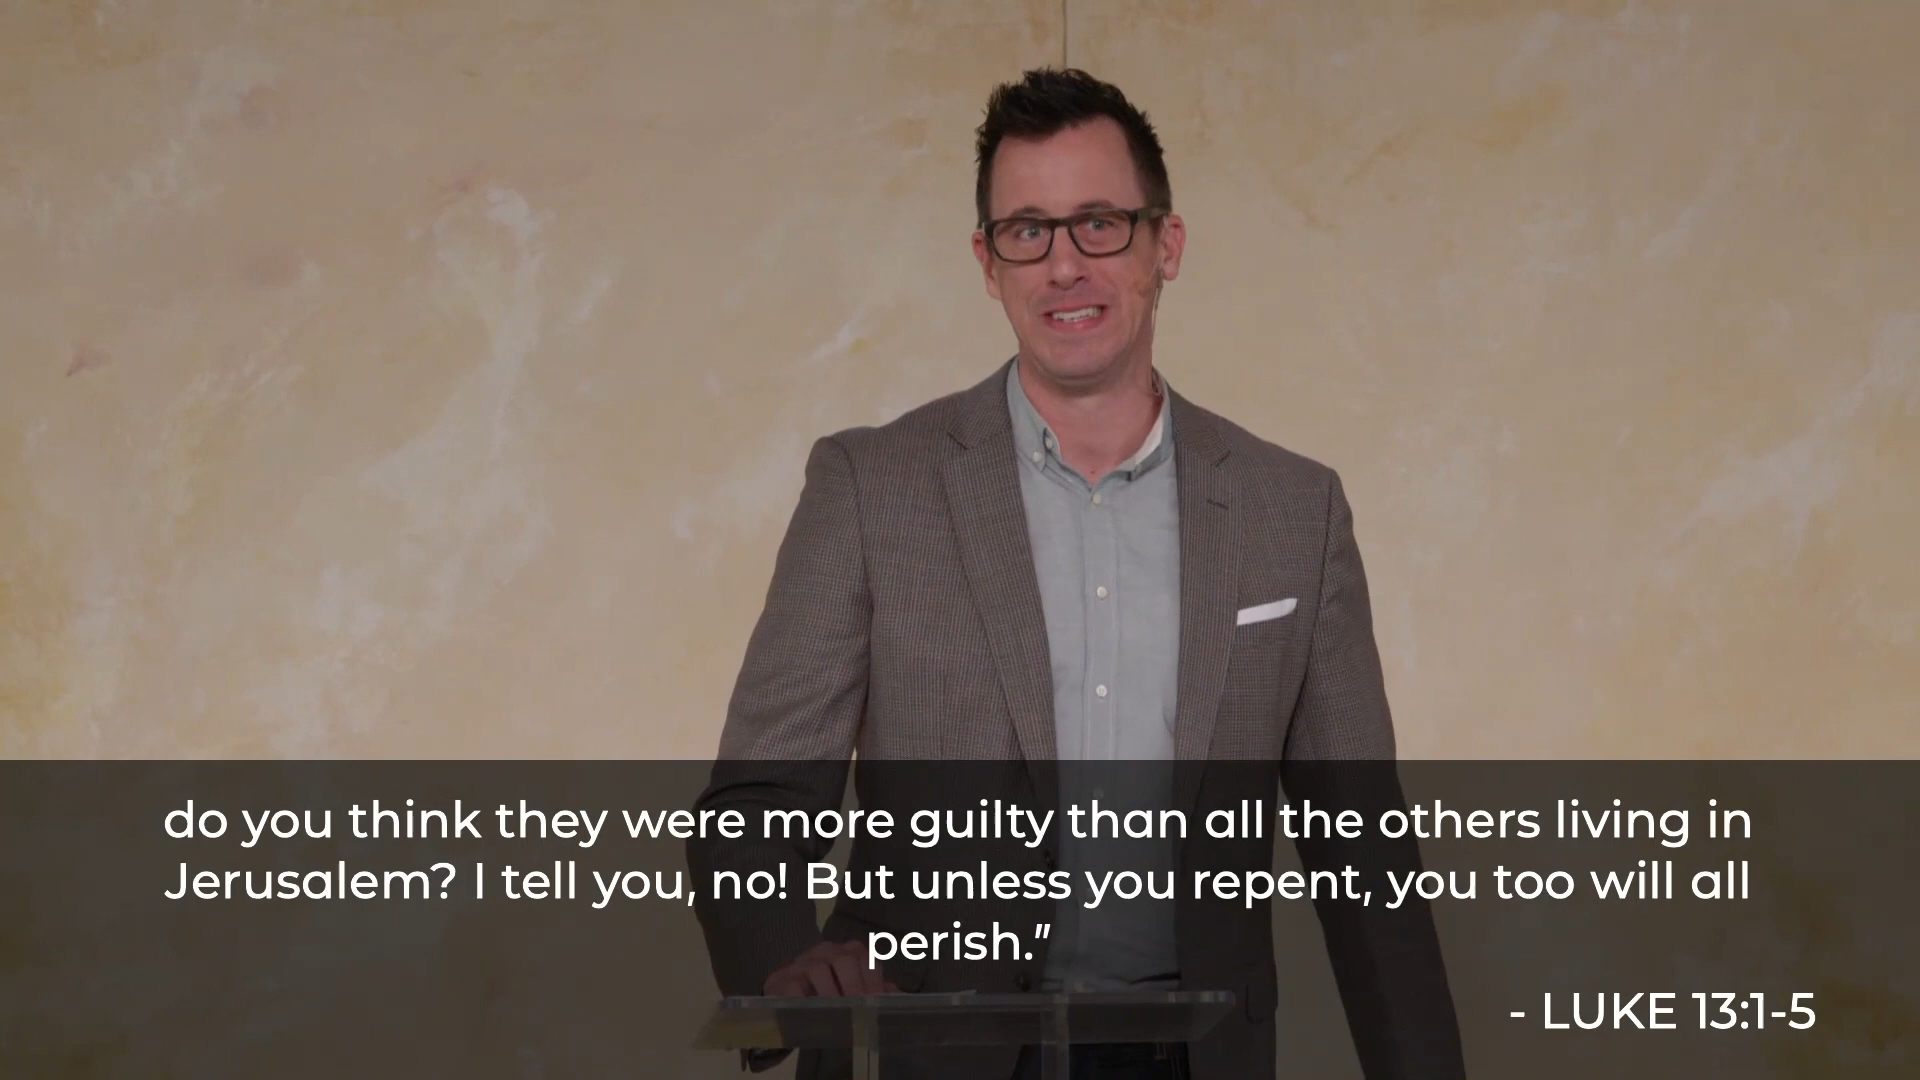 do you think they were more guilty than all the others living in
Jerusalem? I tell you, no! But unless you repent, you too will all
perish.”
- LUKE 13:1-5